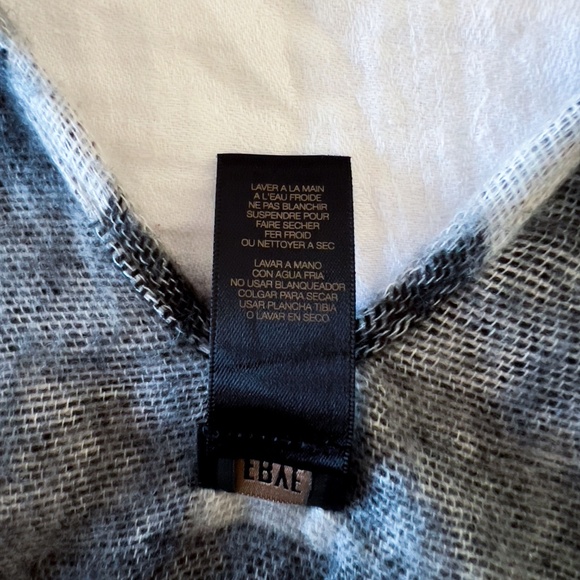 LAVER A LA MAIN
A L'EAU FROIDE
NE PAS BLANCHIR
SUSPENDRE POUR
FAIRE SECHER
FER FROID
OU NETTOYER A SEC
LAVAR A MANO
CON AGUA FRIA
NO USAR BLANQUEADOR
COLGAR PARA SECAR
USAR PLANCHA TIBIA
O LAVAR EN SECO